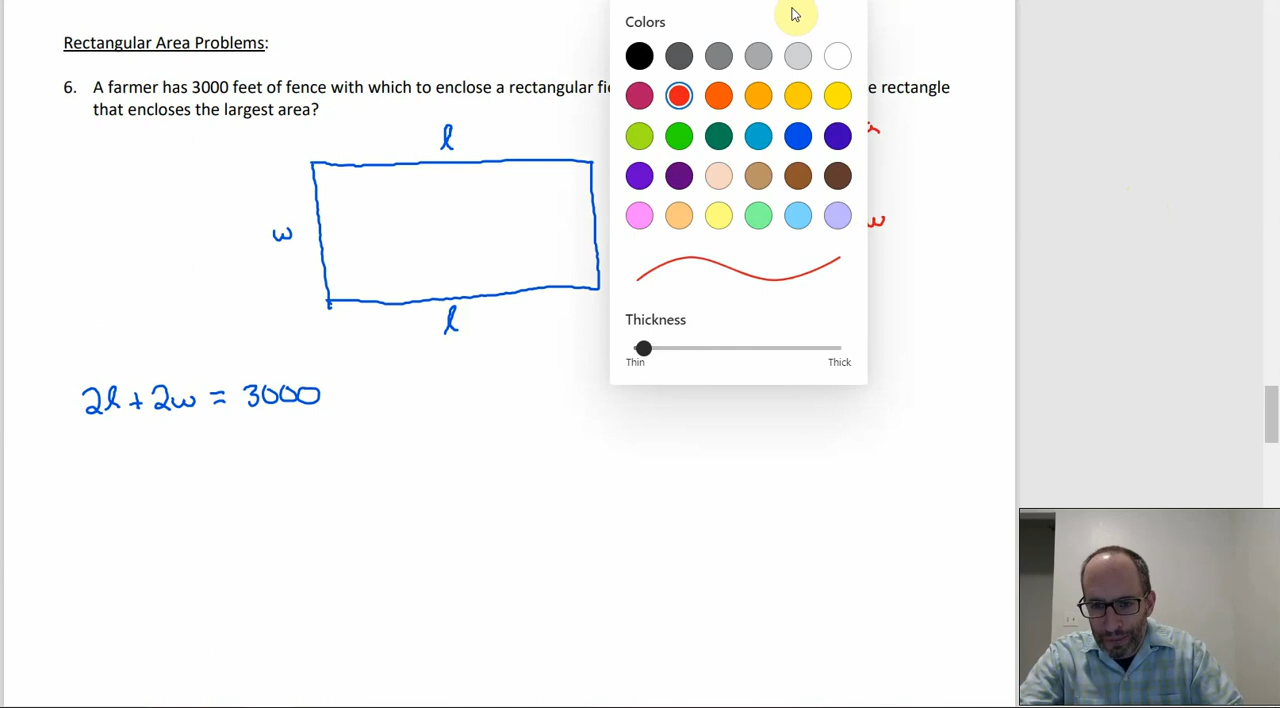 Rectangular Area Problems:
Colors
6. A farmer has 3000 feet of fence with which to enclose a rectangular e rectangle
that encloses the largest area?
l
w
w
l
Thickness
Thin Thick
2l + 2w = 3000